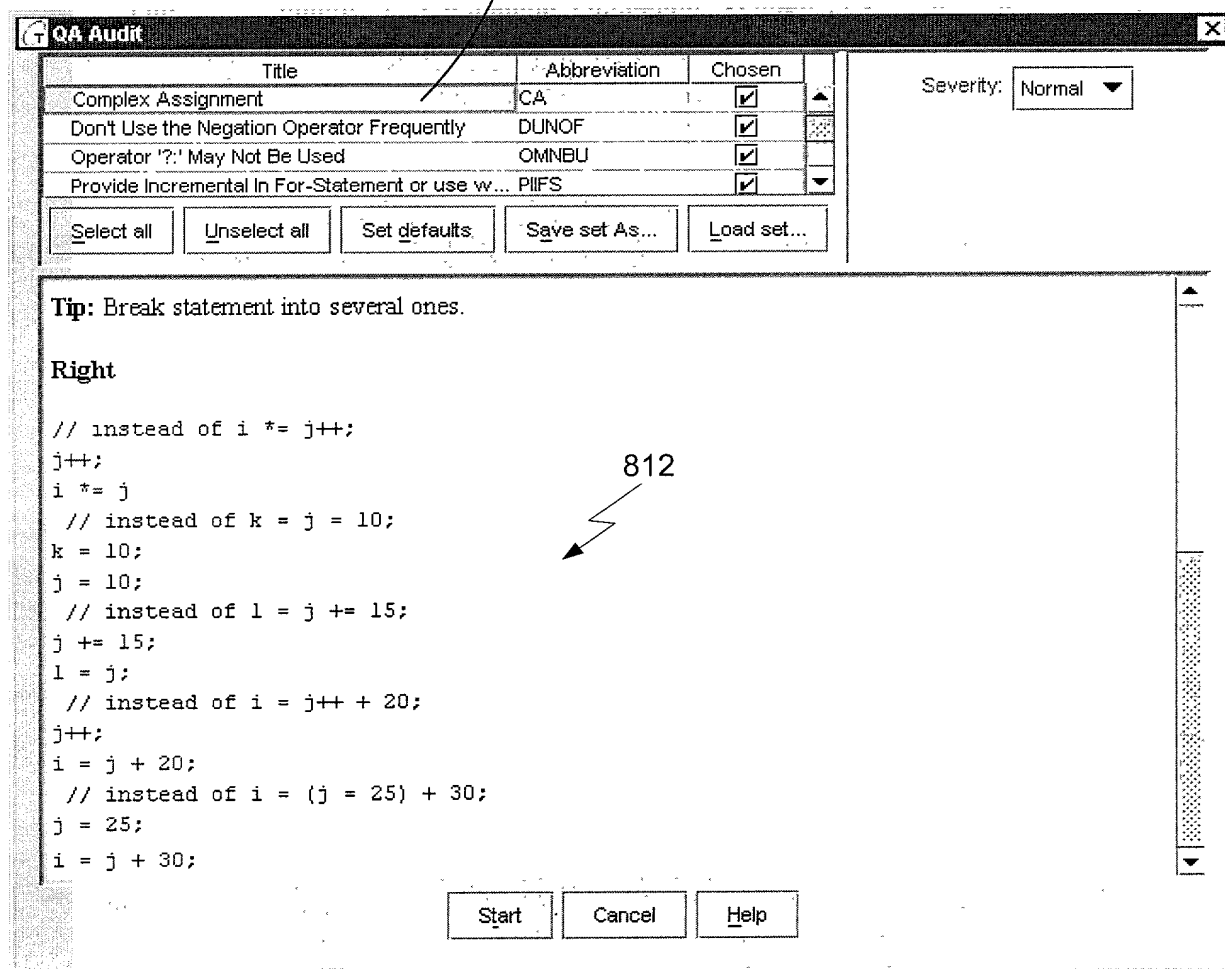 QA Audit
Title Abbreviation Chosen
Complex Assignment CA
Don't Use the Negation Operator Frequently DUNOF
Operator '?:' May Not Be Used OMNBU
Provide Incremental In For-Statement or use w... PIIFS
Severity: Normal
Select all Unselect all Set defaults Save set As... Load set...
Tip: Break statement into several ones.
Right
// instead of i *= j++;
j++;
i *= j
// instead of k = j = 10;
k = 10;
j = 10;
// instead of l = j += 15;
j += 15;
l = j;
// instead of i = j++ + 20;
j++;
i = j + 20;
// instead of i = (j = 25) + 30;
j = 25;
i = j + 30;
812
Start Cancel Help